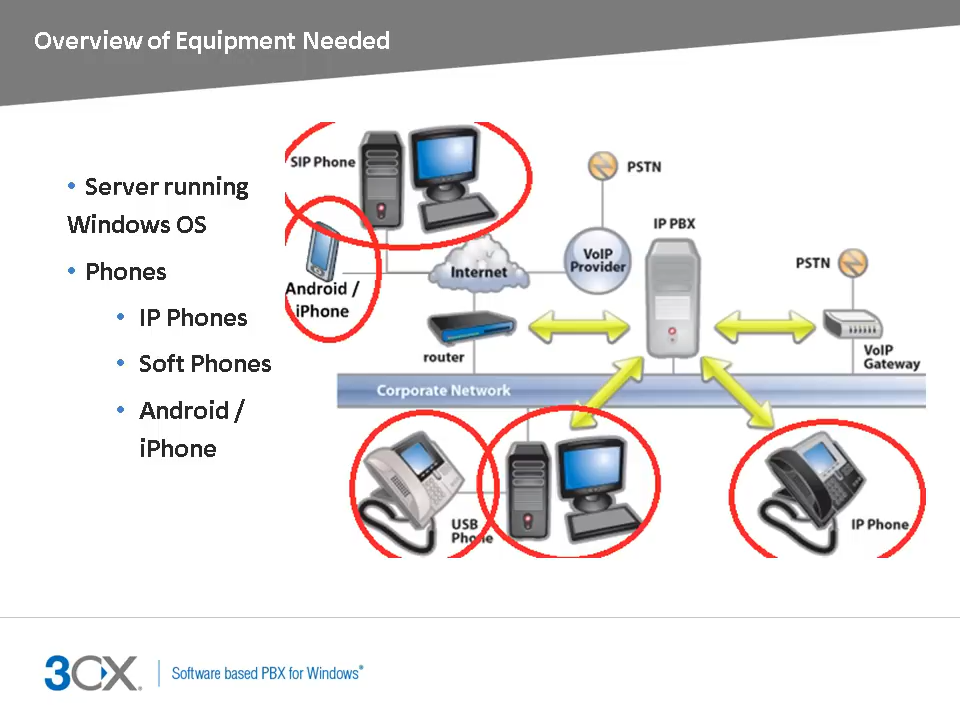 Overview of Equipment Needed
• Server running
Windows OS
• Phones
• IP Phones
• Soft Phones
• Android /
iPhone
SIP Phone
PSTN
IP PBX
Internet
VoIP
Provider
PSTN
Android /
iPhone
router
VoIP
Gateway
Corporate Network
USB
Phone
IP Phone
3CX®
Software based PBX for Windows®